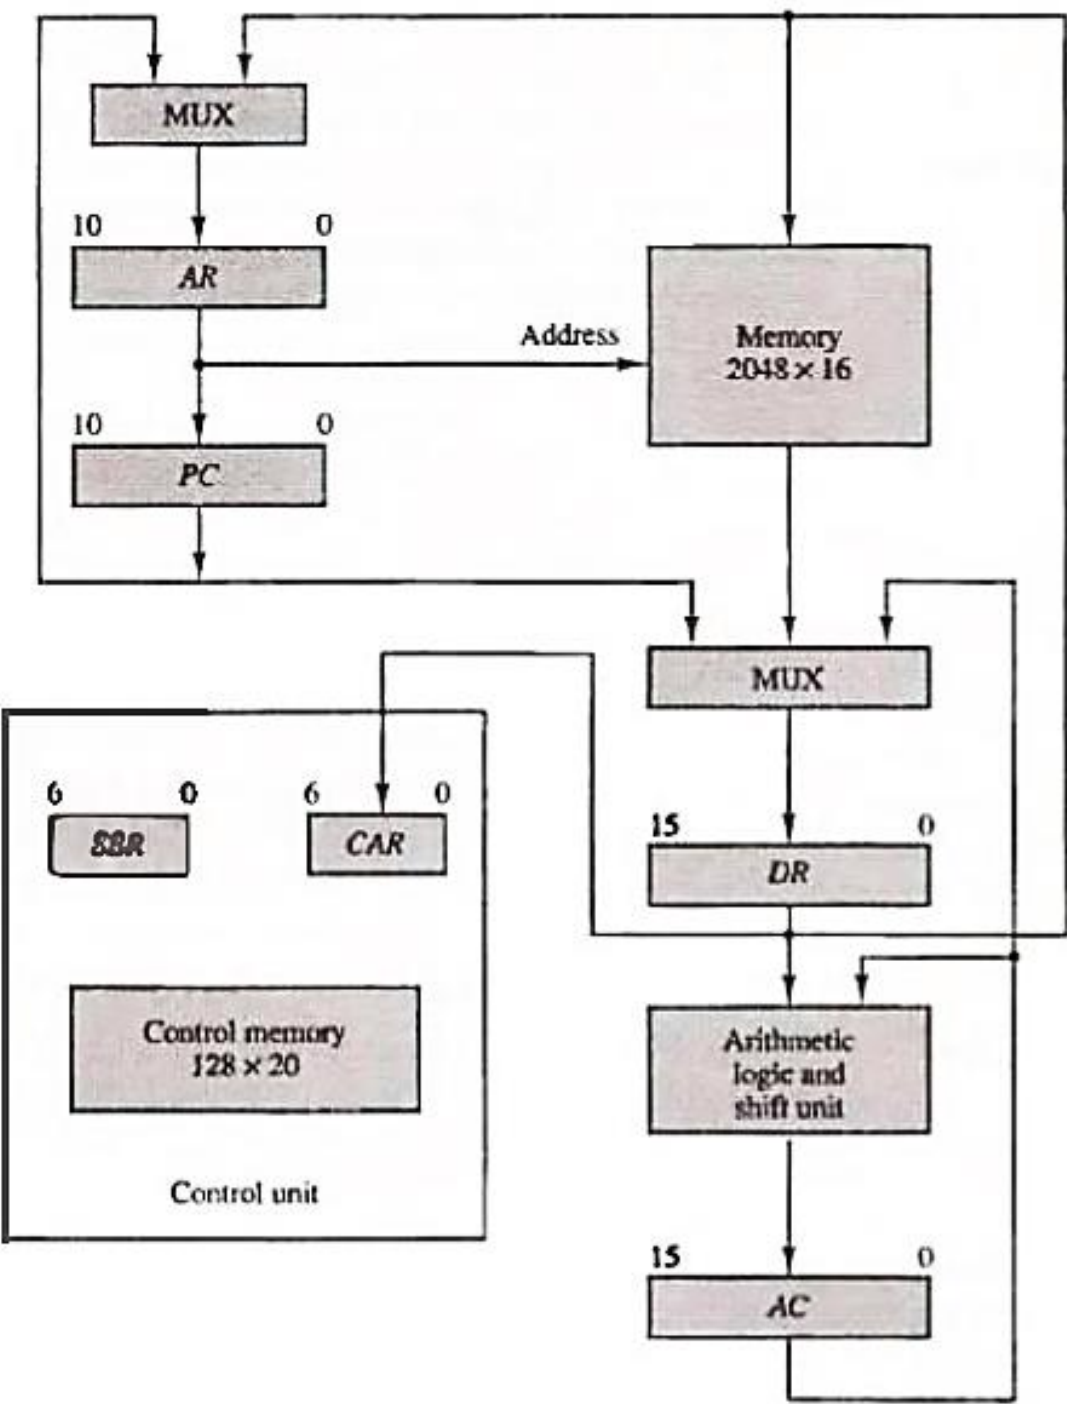 MUX
10 0
AR
Address
Memory
2048 × 16
10 0
PC
MUX
6 0
SBR
6 0
CAR
15 0
DR
Control memory
128 × 20
Arithmetic
logic and
shift unit
Control unit
15 0
AC